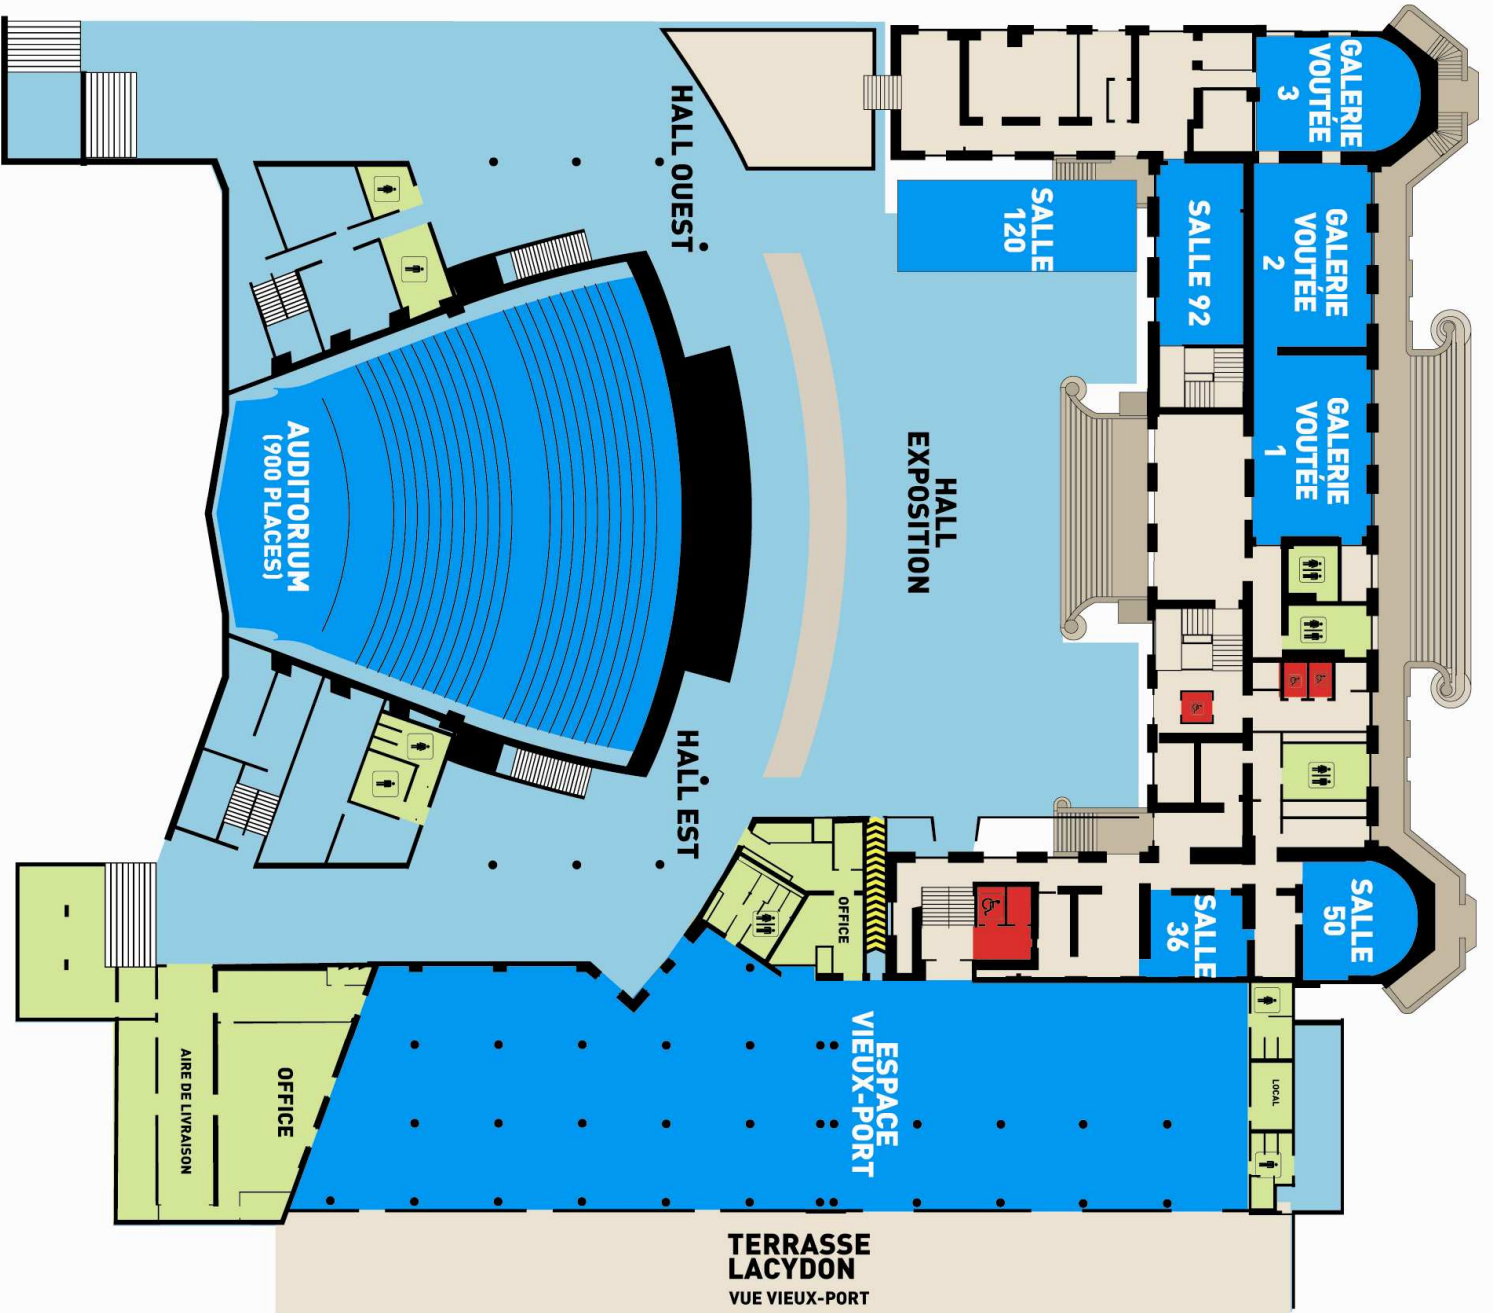 GALERIE
VOUTÉE
3
HALL OUEST
SALLE
120
SALLE 92
GALERIE
VOUTÉE
2
GALERIE
VOUTÉE
1
AUDITORIUM
(900 PLACES)
HALL
EXPOSITION
HALL EST
OFFICE
SALLE
36
SALLE
50
ESPACE
VIEUX-PORT
OFFICE
AIRE DE LIVRAISON
LOCAL
TERRASSE
LACYDON
VUE VIEUX-PORT